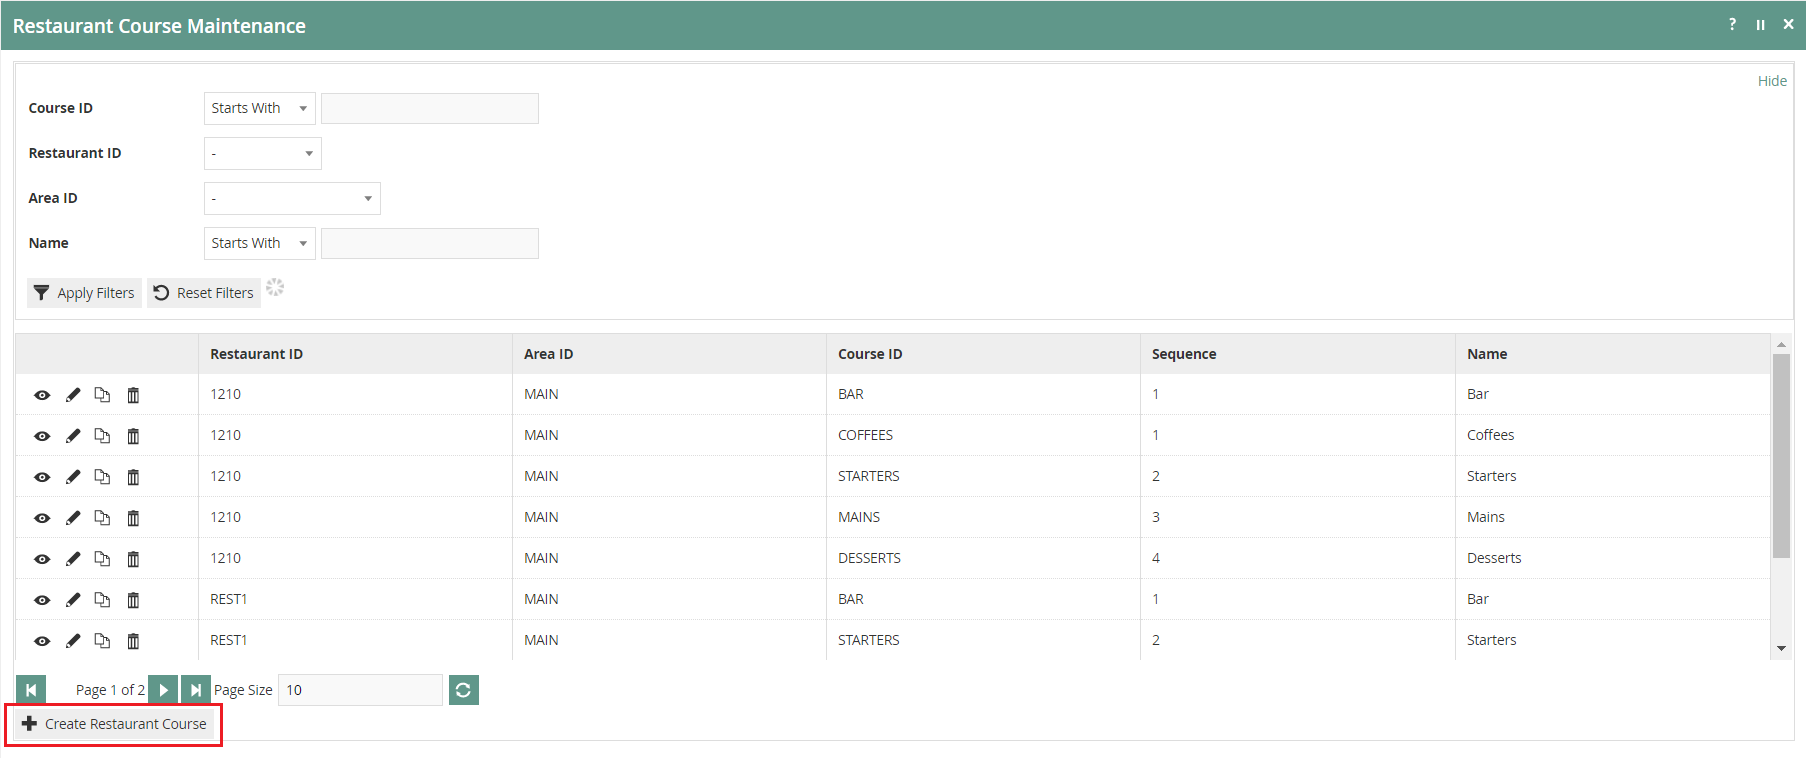 Restaurant Course Maintenance ?
Hide
Course ID Starts With
Restaurant ID -
Area ID -
Name Starts With
Apply Filters Reset Filters
Restaurant ID Area ID Course ID Sequence Name
1210 MAIN BAR 1 Bar
1210 MAIN COFFEES 1 Coffees
1210 MAIN STARTERS 2 Starters
1210 MAIN MAINS 3 Mains
1210 MAIN DESSERTS 4 Desserts
REST1 MAIN BAR 1 Bar
REST1 MAIN STARTERS 2 Starters
Page 1 of 2 Page Size 10
Create Restaurant Course